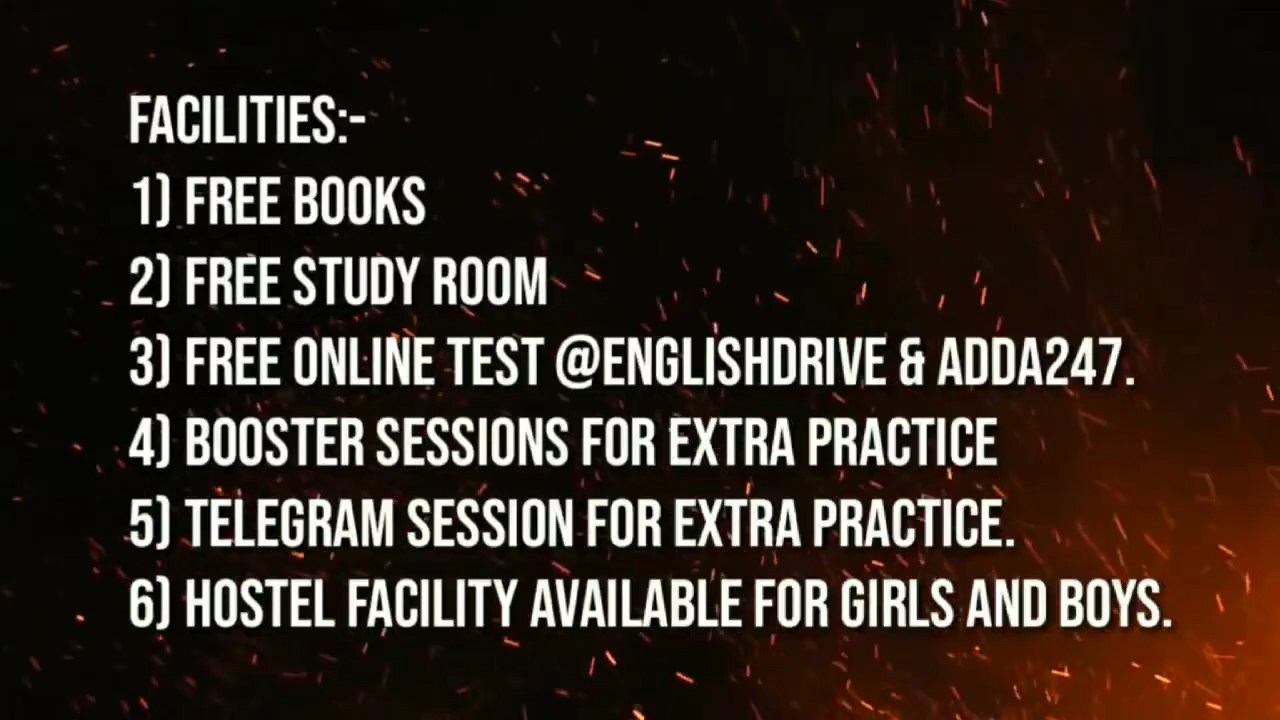 FACILITIES:-
1) FREE BOOKS
2) FREE STUDY ROOM
3) FREE ONLINE TEST @ENGLISHDRIVE & ADDA247.
4) BOOSTER SESSIONS FOR EXTRA PRACTICE
5) TELEGRAM SESSION FOR EXTRA PRACTICE.
6) HOSTEL FACILITY AVAILABLE FOR GIRLS AND BOYS.